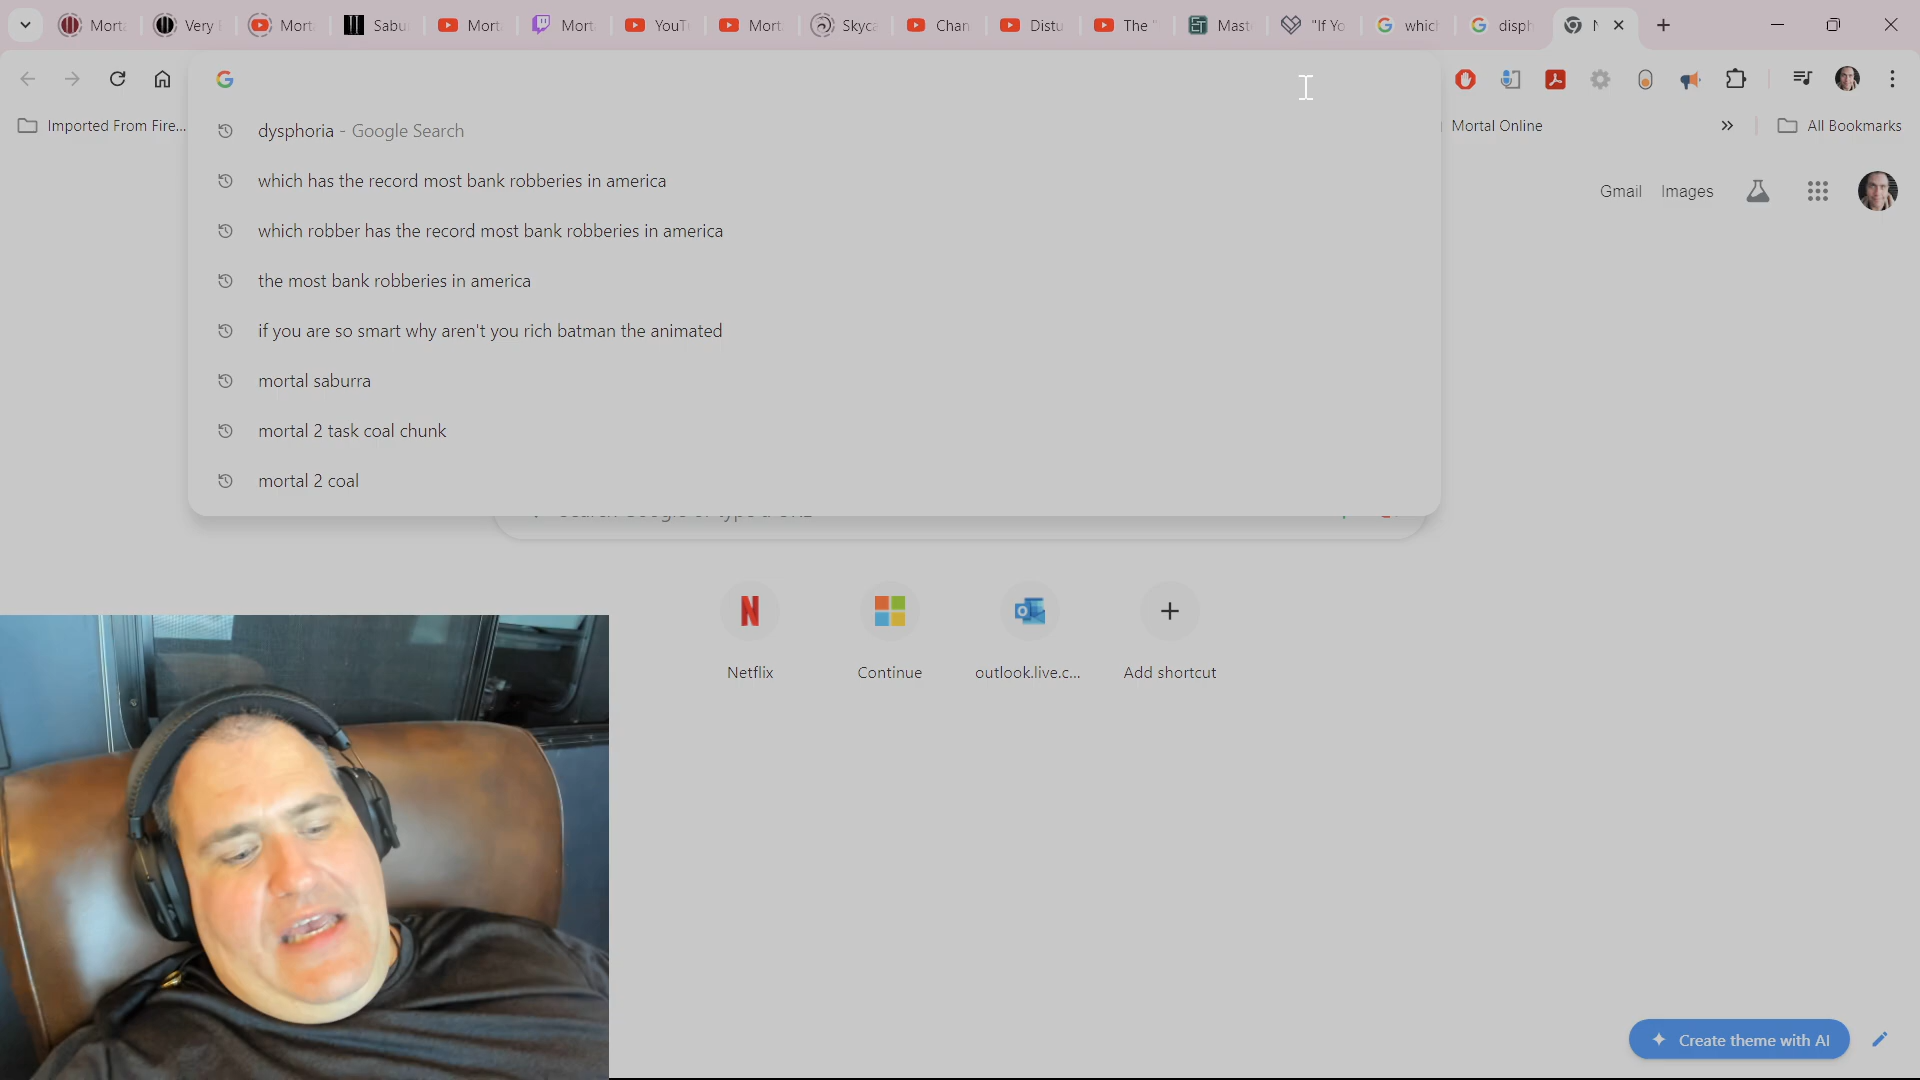 Mort
Very
Mort
Sabu
Mort
Mort
YouT
Mort
Skyca
Chan
Distu
The "
Mast
"If Yo
which
disph
Imported From Fire...
Mortal Online
All Bookmarks
dysphoria - Google Search
which has the record most bank robberies in america
which robber has the record most bank robberies in america
the most bank robberies in america
if you are so smart why aren't you rich batman the animated
mortal saburra
mortal 2 task coal chunk
mortal 2 coal
Gmail Images
Netflix
Continue
outlook.live.c...
Add shortcut
Create theme with AI